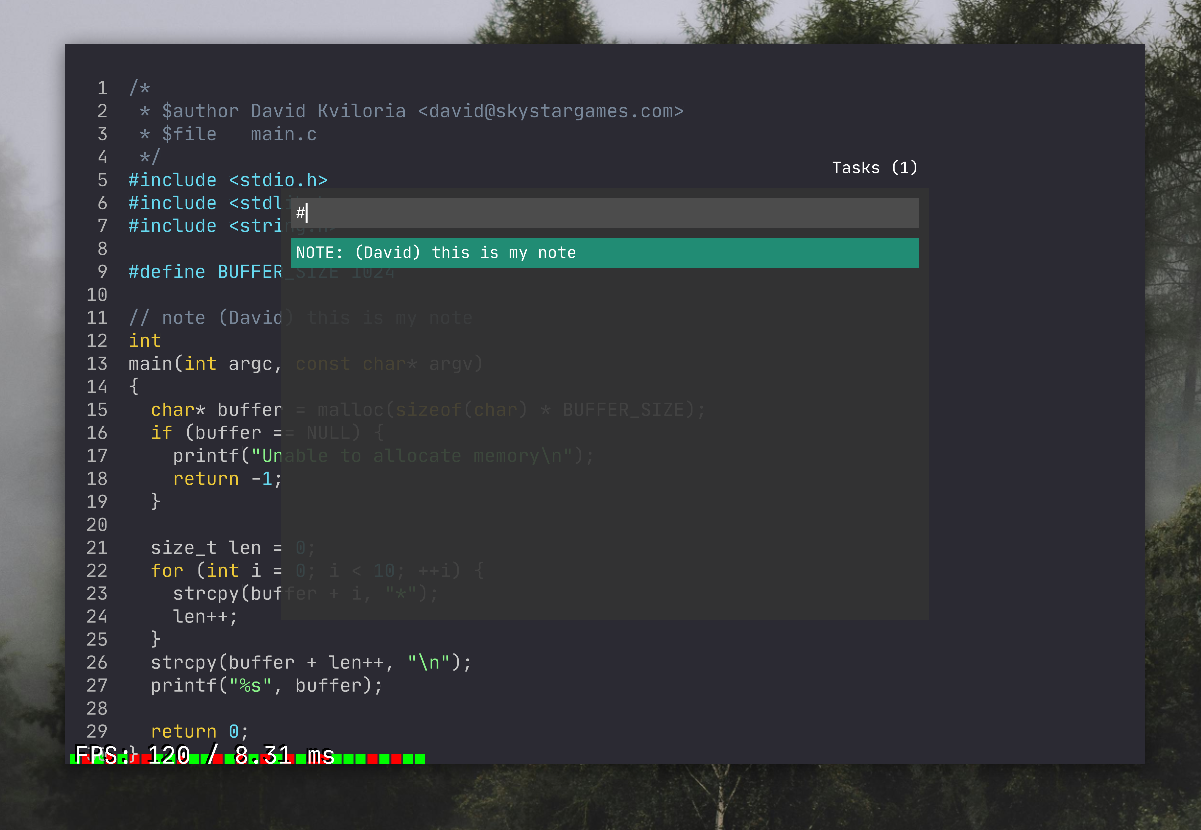 1 /*
2  * $author David Kviloria <david@skystargames.com>
3  * $file   main.c
4  */
Tasks (1)
5 #include <stdio.h>
6 #include <stdl
#
7 #include <string.h>
8
NOTE: (David) this is my note
9 #define BUFFER_SIZE 1024
10
11 // note (David) this is my note
12 int
13 main(int argc, const char* argv)
14 {
15   char* buffer = malloc(sizeof(char) * BUFFER_SIZE);
16   if (buffer == NULL) {
17     printf("Unable to allocate memory\n");
18     return -1;
19   }
20
21   size_t len = 0;
22   for (int i = 0; i < 10; ++i) {
23     strcpy(buffer + i, "*");
24     len++;
25   }
26   strcpy(buffer + len++, "\n");
27   printf("%s", buffer);
28
29   return 0;
}
FPS: 120 / 8.31 ms